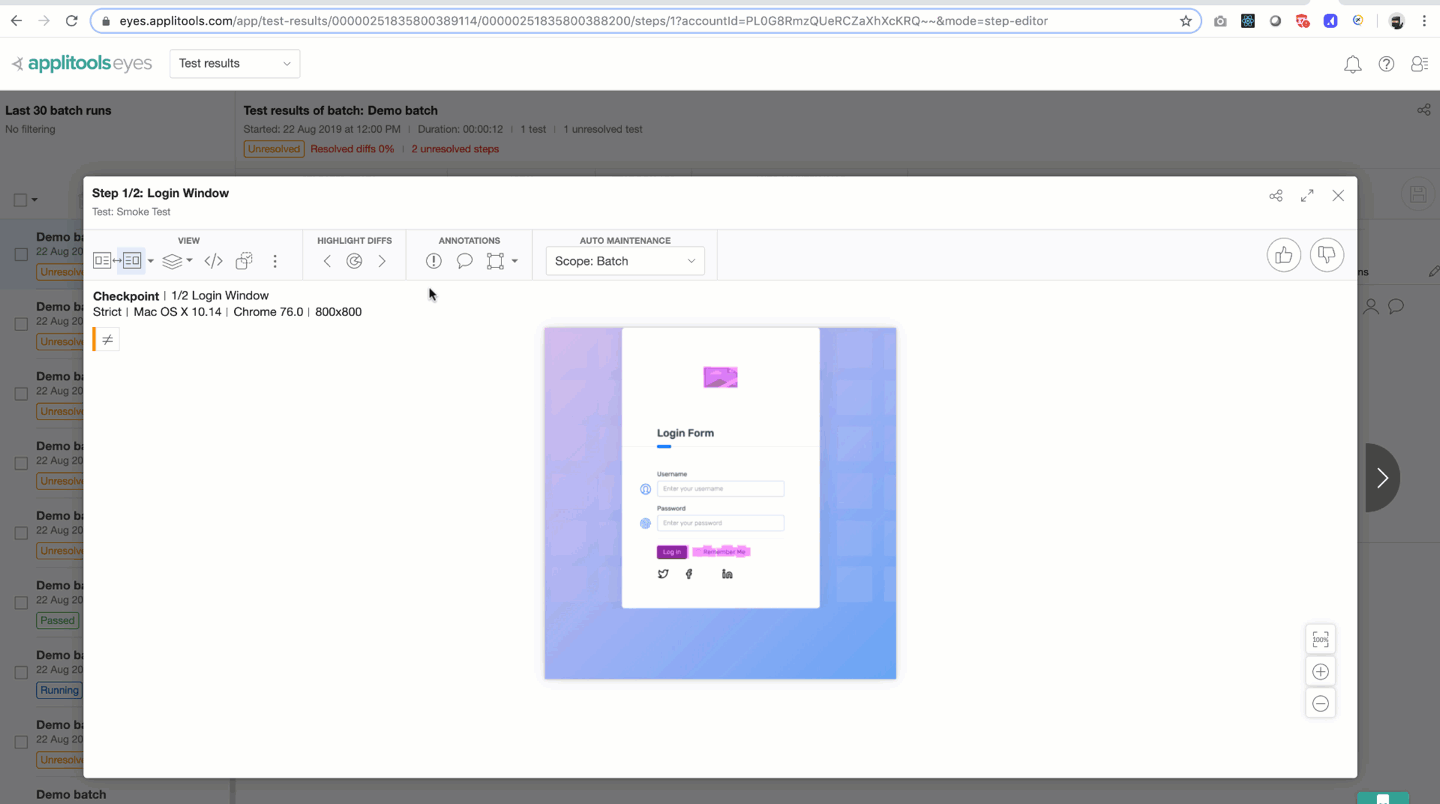 eyes.applitools.com/app/test-results/00000251835800389114/00000251835800388200/steps/1?accountId=PL0G8RmzQUeRCZaXhXcKRQ~~&mode=step-editor
applitools eyes
Test results
Last 30 batch runs
No filtering
Test results of batch: Demo batch
Started: 22 Aug 2019 at 12:00 PM | Duration: 00:00:12 | 1 test | 1 unresolved test
Unresolved Resolved diffs 0% | 2 unresolved steps
Step 1/2: Login Window
Test: Smoke Test
VIEW
HIGHLIGHT DIFFS
ANNOTATIONS
AUTO MAINTENANCE
Scope: Batch
Checkpoint | 1/2 Login Window
Strict | Mac OS X 10.14 | Chrome 76.0 | 800x800
≠
Login Form
Username
Enter your username
Password
Enter your password
Log In
Remember Me
100%
Demo ba
22 Aug 20
Unresolv
Demo ba
22 Aug 20
Unresolv
Demo ba
22 Aug 20
Unresolv
Demo ba
22 Aug 20
Unresolv
Demo ba
22 Aug 20
Unresolv
Demo ba
22 Aug 20
Passed
Demo ba
22 Aug 20
Running
Demo ba
22 Aug 20
Unresolv
Demo batch
ns